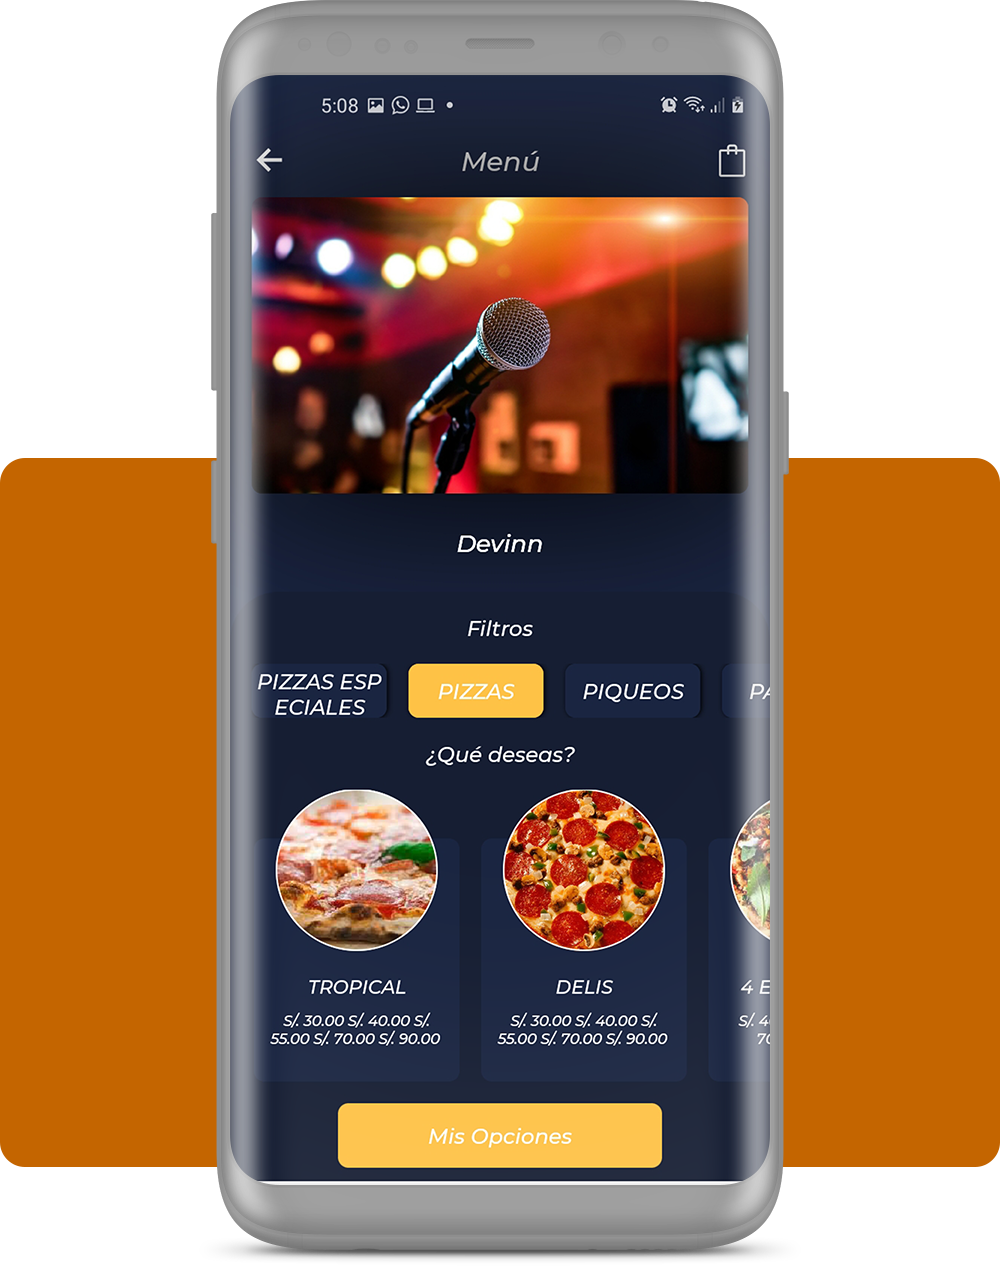 5:08
Menú
Devinn
Filtros
PIZZAS ESP
ECIALES
PIZZAS
PIQUEOS
PA
¿Qué deseas?
TROPICAL
DELIS
4 E
S/. 30.00 S/. 40.00 S/.
55.00 S/. 70.00 S/. 90.00
S/. 30.00 S/. 40.00 S/.
55.00 S/. 70.00 S/. 90.00
S/. 4
70
Mis Opciones